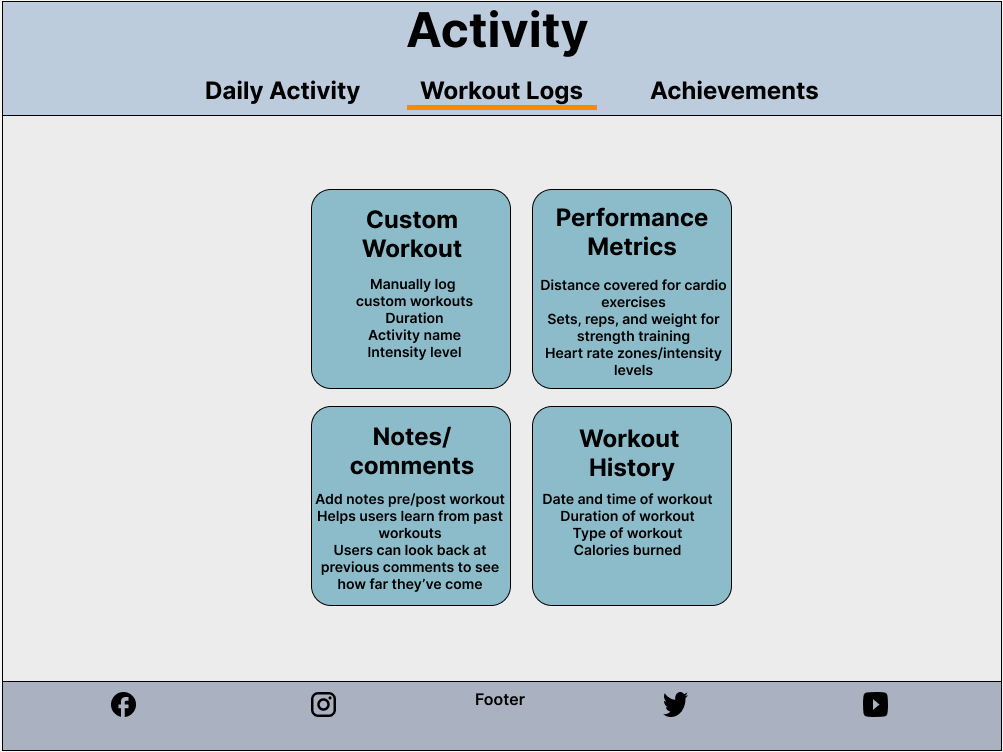 Activity
Daily Activity
Workout Logs
Achievements
Custom
Workout
Manually log
custom workouts
Duration
Activity name
Intensity level
Performance
Metrics
Distance covered for cardio
exercises
Sets, reps, and weight for
strength training
Heart rate zones/intensity
levels
Notes/
comments
Add notes pre/post workout
Helps users learn from past
workouts
Users can look back at
previous comments to see
how far they’ve come
Workout
History
Date and time of workout
Duration of workout
Type of workout
Calories burned
Footer